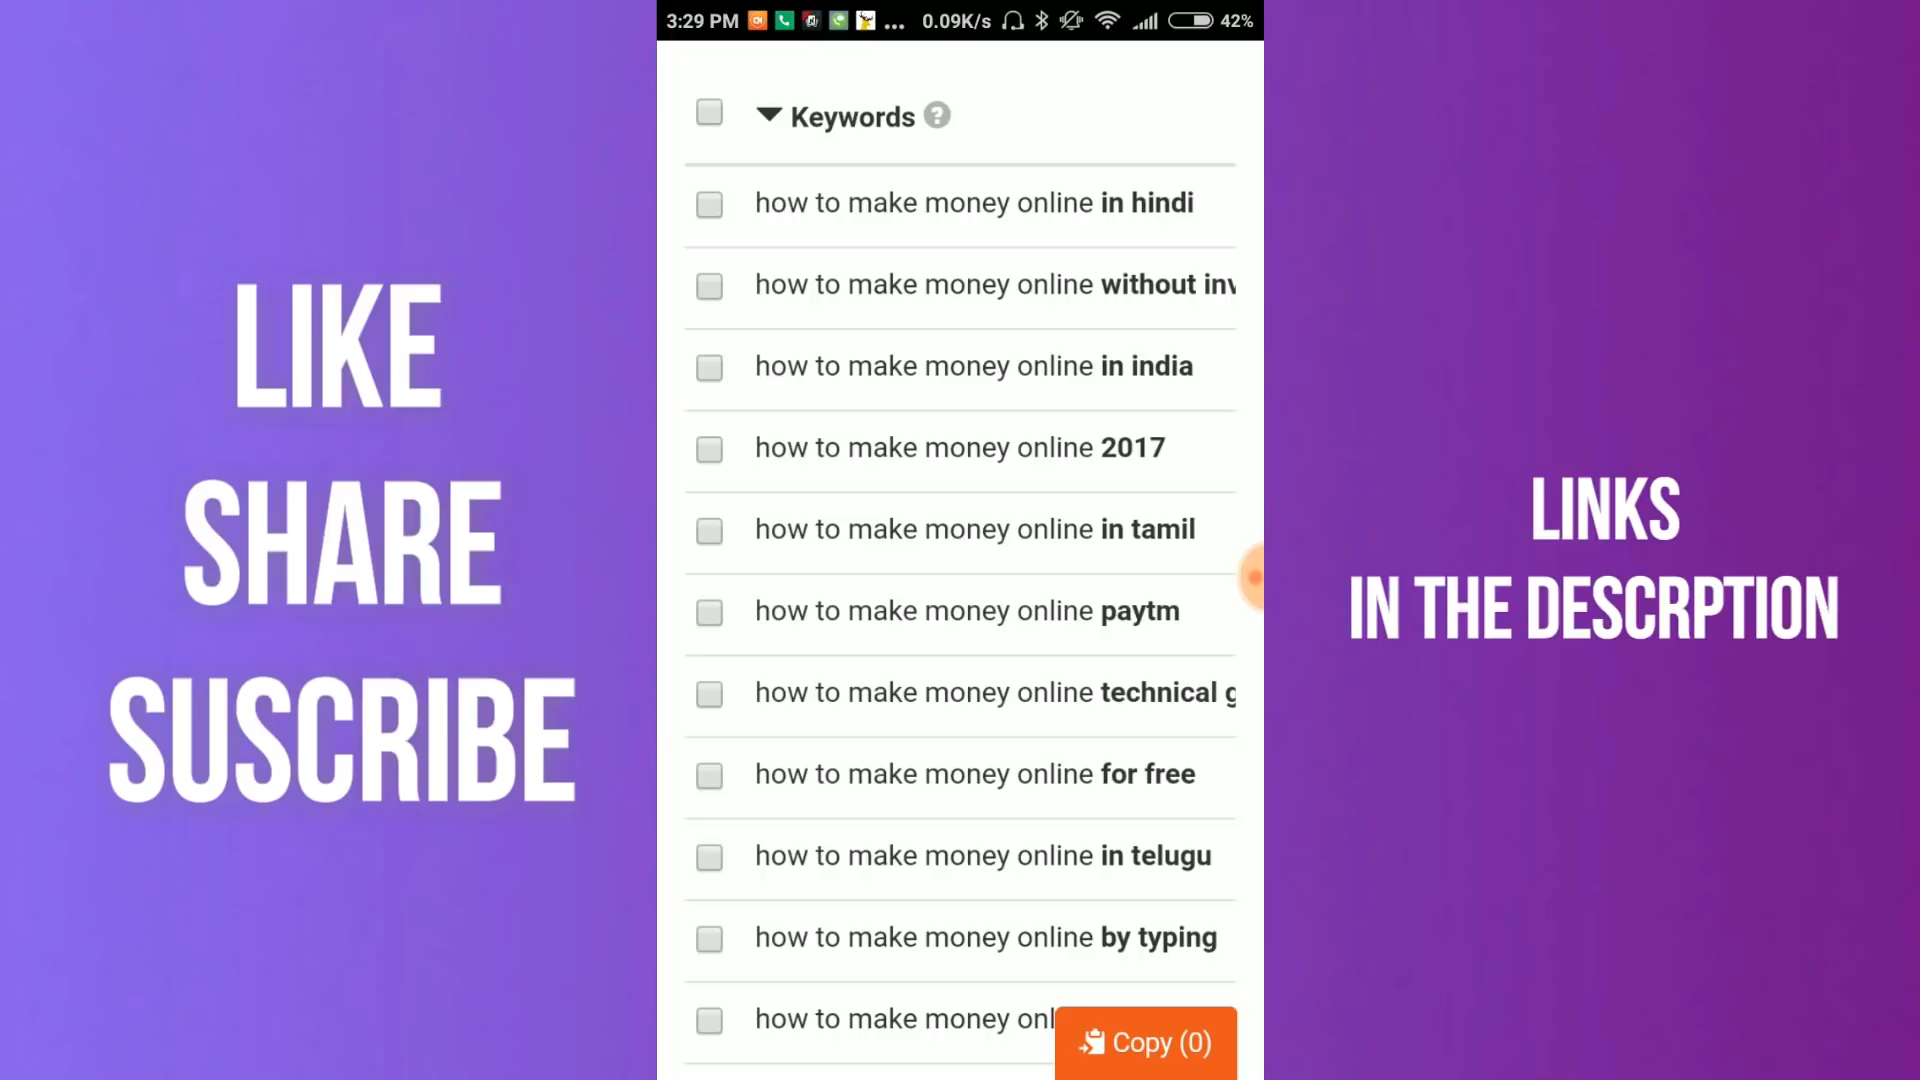 3:29 PM ... 0.09K/s 42%
Keywords ?
how to make money online in hindi
how to make money online without inv
how to make money online in india
how to make money online 2017
how to make money online in tamil
how to make money online paytm
how to make money online technical g
how to make money online for free
how to make money online in telugu
how to make money online by typing
how to make money onl
Copy (0)
LIKE
SHARE
SUSCRIBE
LINKS
IN THE DESCRPTION